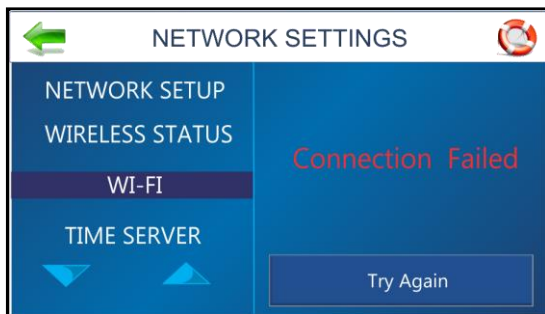 NETWORK SETTINGS
NETWORK SETUP
WIRELESS STATUS
WI-FI
TIME SERVER
Connection Failed
Try Again